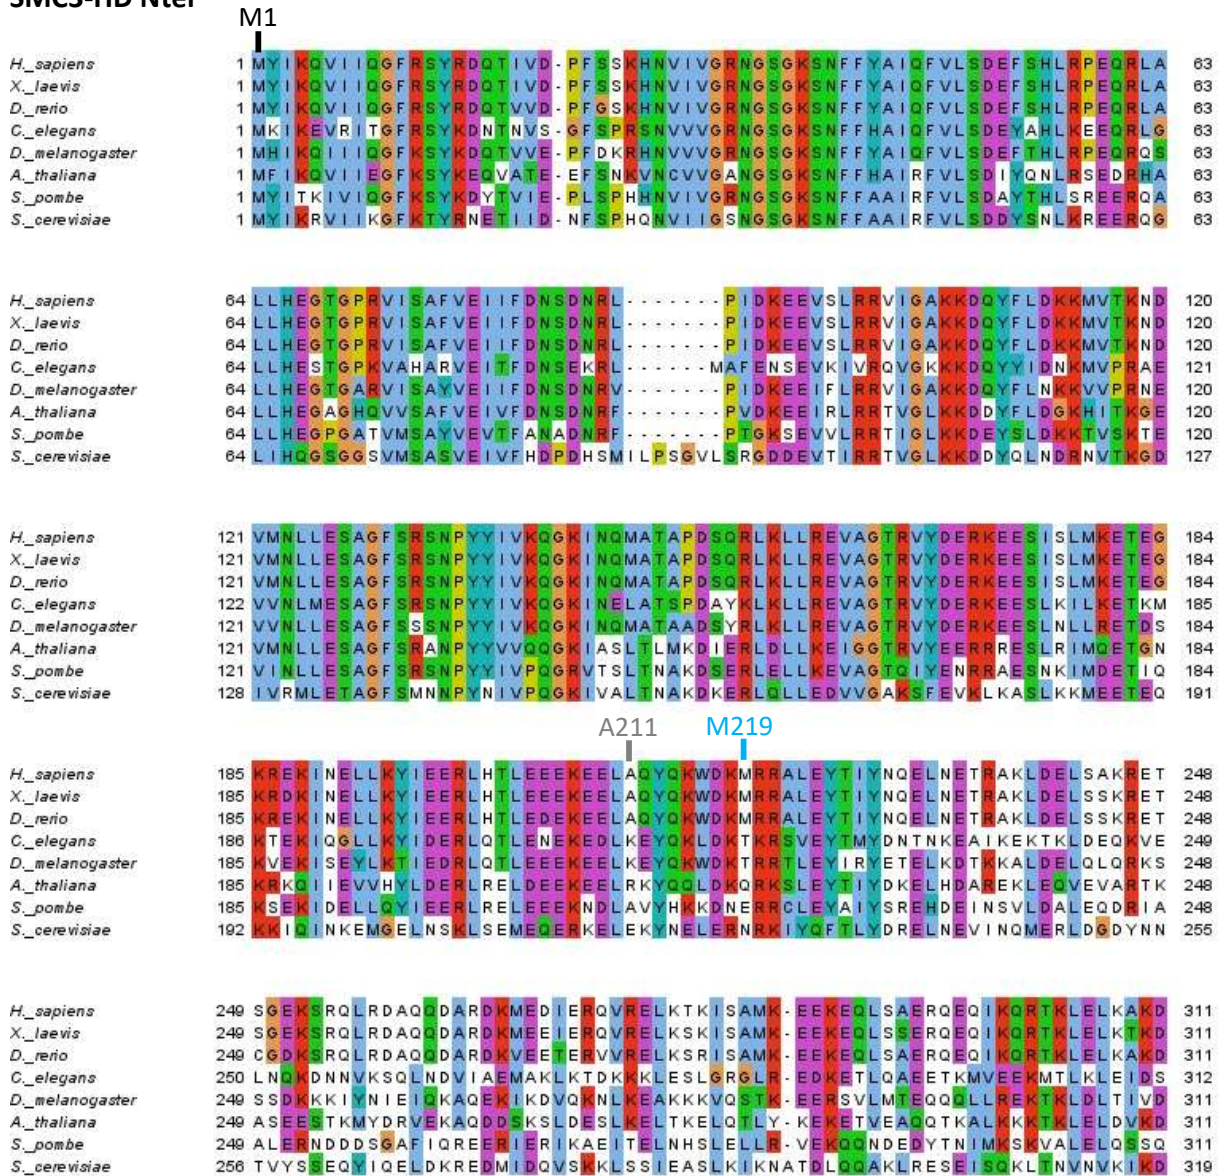 SMC3-HD Nter
M1
H._sapiens 1 MYIKQVIIQGFRSYRDQTIVD-PFSSKHNVIVGRNGSGKSNFFYAIQFVLSDEFSHLRPEQRLA 63
X._laevis 1 MYIKQVIIQGFRSYRDQTIVD-PFSSKHNVIVGRNGSGKSNFFYAIQFVLSDEFSHLRPEQRLA 63
D._rerio 1 MYIKQVIIQGFRSYRDQTVVD-PFGSKHNVIVGRNGSGKSNFFYAIQFVLSDEFSHLRPEQRLA 63
C._elegans 1 MKIKEVRITGFRSYKDNTNVS-GFSPRSNVVVGRNGSGKSNFFHAIQFVLSDEYAHLKEEQRLG 63
D._melanogaster 1 MHIKQIIIQGFKSYKDQTVVE-PFDKRHNVVVGRNGSGKSNFFYAIQFVLSDEFTHLRPEQRQS 63
A._thaliana 1 MFIKQVIIEGFKSYKEQVATE-EFSNKVNCVVGANGSGKSNFFHAIRFVLSDIYQNLRSEDRHA 63
S._pombe 1 MYITKIVIQGFKSYKDYTVIE-PLSPHHNVIVGRNGSGKSNFFAAIRFVLSDAYTHLSREERQA 63
S._cerevisiae 1 MYIKRVIIKGFKTYRNETIID-NFSPHQNVIIGSNGSGKSNFFAAIRFVLSDDYSNLKREERQG 63
H._sapiens 64 LLHEGTGPRVISAFVEIIFDNSDNRL-------PIDKEEVSLRRVIGAKKDQYFLDKKMVTKND 120
X._laevis 64 LLHEGTGPRVISAFVEIIFDNSDNRL-------PIDKEEVSLRRVIGAKKDQYFLDKKMVTKND 120
D._rerio 64 LLHEGTGPRVISAFVEIIFDNSDNRL-------PIDKEEVSLRRVIGAKKDQYFLDKKMVTKND 120
C._elegans 64 LLHESTGPKVAHARVEITFDNSEKRL------MAFENSEVKIVRQVGKKKDQYYIDNKMVPRAE 121
D._melanogaster 64 LLHEGTGARVISAYVEIIFDNSDNRV-------PIDKEEIFLRRVIGAKKDQYFLNKKVVPRNE 120
A._thaliana 64 LLHEGAGHQVVSAFVEIVFDNSDNRF-------PVDKEEIRLRRTVGLKKDDYFLDGKHITKGE 120
S._pombe 64 LLHEGPGATVMSAYVEVTFANADNRF-------PTGKSEVVLRRTIGLKKDEYSLDKKTVSKTE 120
S._cerevisiae 64 LIHQGSGGSVMSASVEIVFHDPDHSMILPSGVLSRGDDEVTIRRTVGLKKDDYQLNDRNVTKGD 127
H._sapiens 121 VMNLLESAGFSRSNPYYIVKQGKINQMATAPDSQRLKLLREVAGTRVYDERKEESISLMKETEG 184
X._laevis 121 VMNLLESAGFSRSNPYYIVKQGKINQMATAPDSQRLKLLREVAGTRVYDERKEESISLMKETEG 184
D._rerio 121 VMNLLESAGFSRSNPYYIVKQGKINQMATAPDSQRLKLLREVAGTRVYDERKEESISLMKETEG 184
C._elegans 122 VVNLMESAGFSRSNPYYIVKQGKINELATSPDAYKLKLLREVAGTRVYDERKEESLKILKETKM 185
D._melanogaster 121 VVNLLESAGFSSSNPYYIVKQGKINQMATAADSYRLKLLREVAGTRVYDERKEESLNLLRETDS 184
A._thaliana 121 VMNLLESAGFSRANPYYVVQQGKIASLTLMKDIERLDLLKEIGGTRVYEERRRESLRIMQETGN 184
S._pombe 121 VINLLESAGFSRSNPYYIVPQGRVTSLTNAKDSERLELLKEVAGTQIYENRRAESNKIMDETIQ 184
S._cerevisiae 128 IVRMLETAGFSMNNPYNIVPQGKIVALTNAKDKERLQLLEDVVGAKSFEVKLKASLKKMEETEQ 191
A211 M219
H._sapiens 185 KREKINELLKYIEERLHTLEEEKEELAQYQKWDKMRRALEYTIYNQELNETRAKLDELSAKRET 248
X._laevis 185 KRDKINELLKYIEERLHTLEEEKEELAQYQKWDKMRRALEYTIYNQELNETRAKLDELSSKRET 248
D._rerio 185 KREKINELLKYIEERLHTLEDEKEELAQYQKWDKMRRALEYTIYNQELNETRAKLDELSSKRET 248
C._elegans 186 KTEKIQGLLKYIDERLQTLENEKEDLKEYQKLDKTKRSVEYTMYDNTNKEAIKEKTKLDEQKVE 249
D._melanogaster 185 KVEKISEYLKTIEDRLQTLEEEKEELKEYQKWDKTRRTLEYIRYETELKDTKKALDELQLQRKS 248
A._thaliana 185 KRKQIIEVVHYLDERLRELDEEKEELRKYQQLDKQRKSLEYTIYDKELHDAREKLEQVEVARTK 248
S._pombe 185 KSEKIDELLQYIEERLRELEEEKNDLAVYHKKDNERRCLEYAIYSREHDEINSVLDALEQDRIA 248
S._cerevisiae 192 KKIQINKEMGELNSKLSEMEQERKELEKYNELERNRKIYQFTLYDRELNEVINQMERLDGDYNN 255
H._sapiens 249 SGEKSRQLRDAQQDARDKMEDIERQVRELKTKISAMK-EEKEQLSAERQEQIKQRTKLELKAKD 311
X._laevis 249 SGEKSRQLRDAQQDARDKMEEIERQVRELKTKISAMK-EEKEQLSSERQEQIKQRTKLELKTKD 311
D._rerio 249 CGDKSRQLRDAQQDARDKVEETERVVRELKSRISAMK-EEKEQLSAERQEQIKQRTKLELKAKD 311
C._elegans 250 LNQKDNNVKSQLNDVIAEMAKLKTDKKKLESLGRGLR-EDKETLQAEETKMVEEKMTLKLEIDS 312
D._melanogaster 249 SSDKKKIYNIEIQKAQEKIKDVQKNLKEAKKKVQSTK-EERSVLMTEQQQLLREKTKLDLTIVD 311
A._thaliana 249 ASEESTKMYDRVEKAQDDSKSLDESLKELTKELQTLY-KEKETVEAQQTKALKKKTKLELDVKD 311
S._pombe 249 ALERNDDDSGAFIQREERIERIKAEITELNHSLELLR-VEKQQNDEDYTNIMKSKVALELQSSQ 311
S._cerevisiae 256 TVYSSEQYIQELDKREDMIDQVSKKLSSIEASLKIKNATDLQQAKLRESEISQKLTNVNVKIKD 319